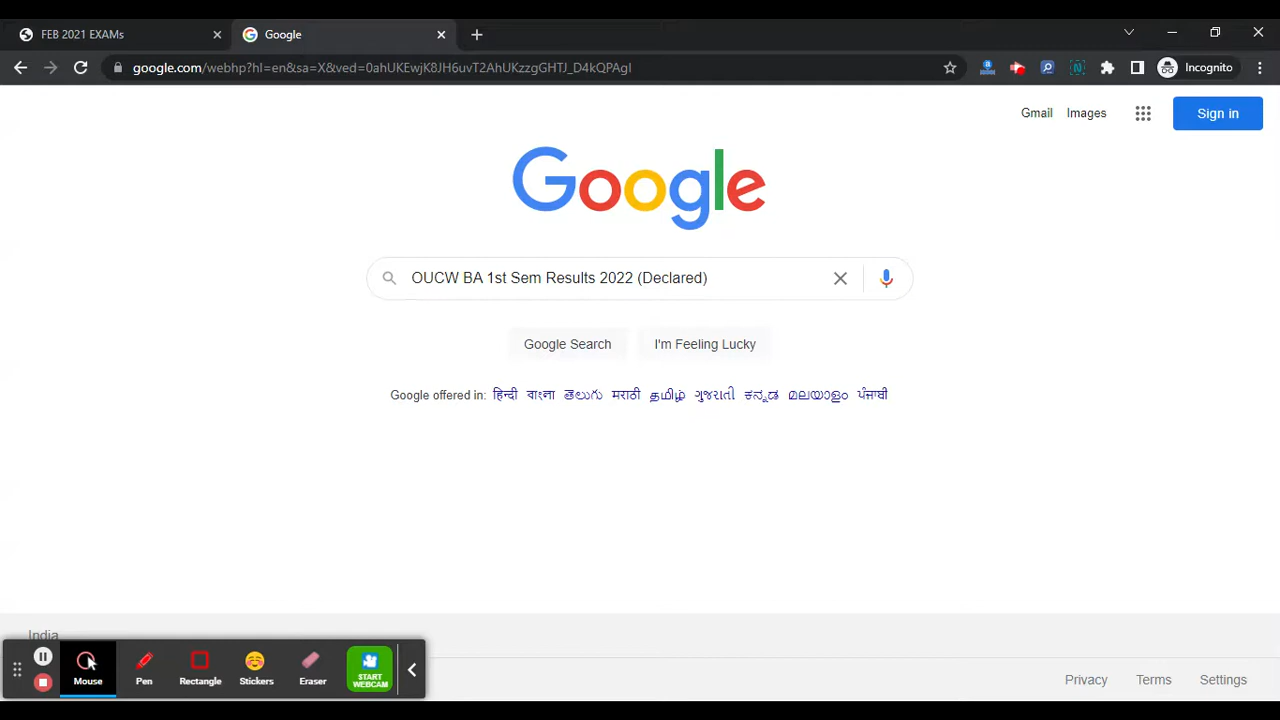 FEB 2021 EXAMs
Google
google.com/webhp?hl=en&sa=X&ved=0ahUKEwjK8JH6uvT2AhUKzzgGHTJ_D4kQPAgI
Incognito
Gmail Images
Sign in
Google
OUCW BA 1st Sem Results 2022 (Declared)
Google Search I'm Feeling Lucky
Google offered in: हिन्दी বাংলা తెలుగు मराठी தமிழ் ગુજરાતી ಕನ್ನಡ മലയാളം ਪੰਜਾਬੀ
India
Mouse Pen Rectangle Stickers Eraser START WEBCAM
Privacy Terms Settings